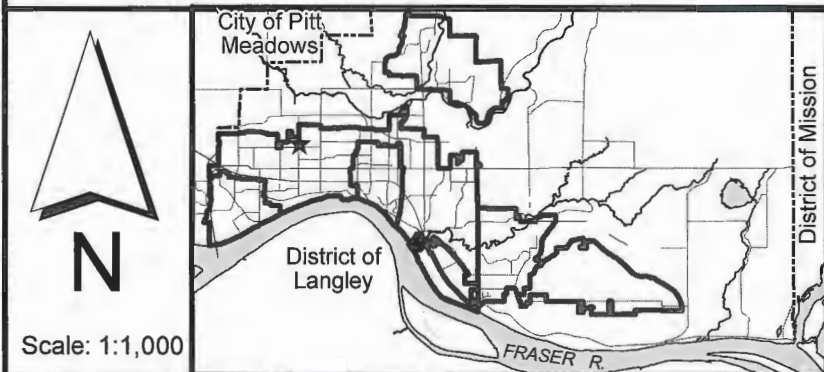 City of Pitt
Meadows
District of Mission
N
District of
Langley
Scale: 1:1,000
FRASER R.